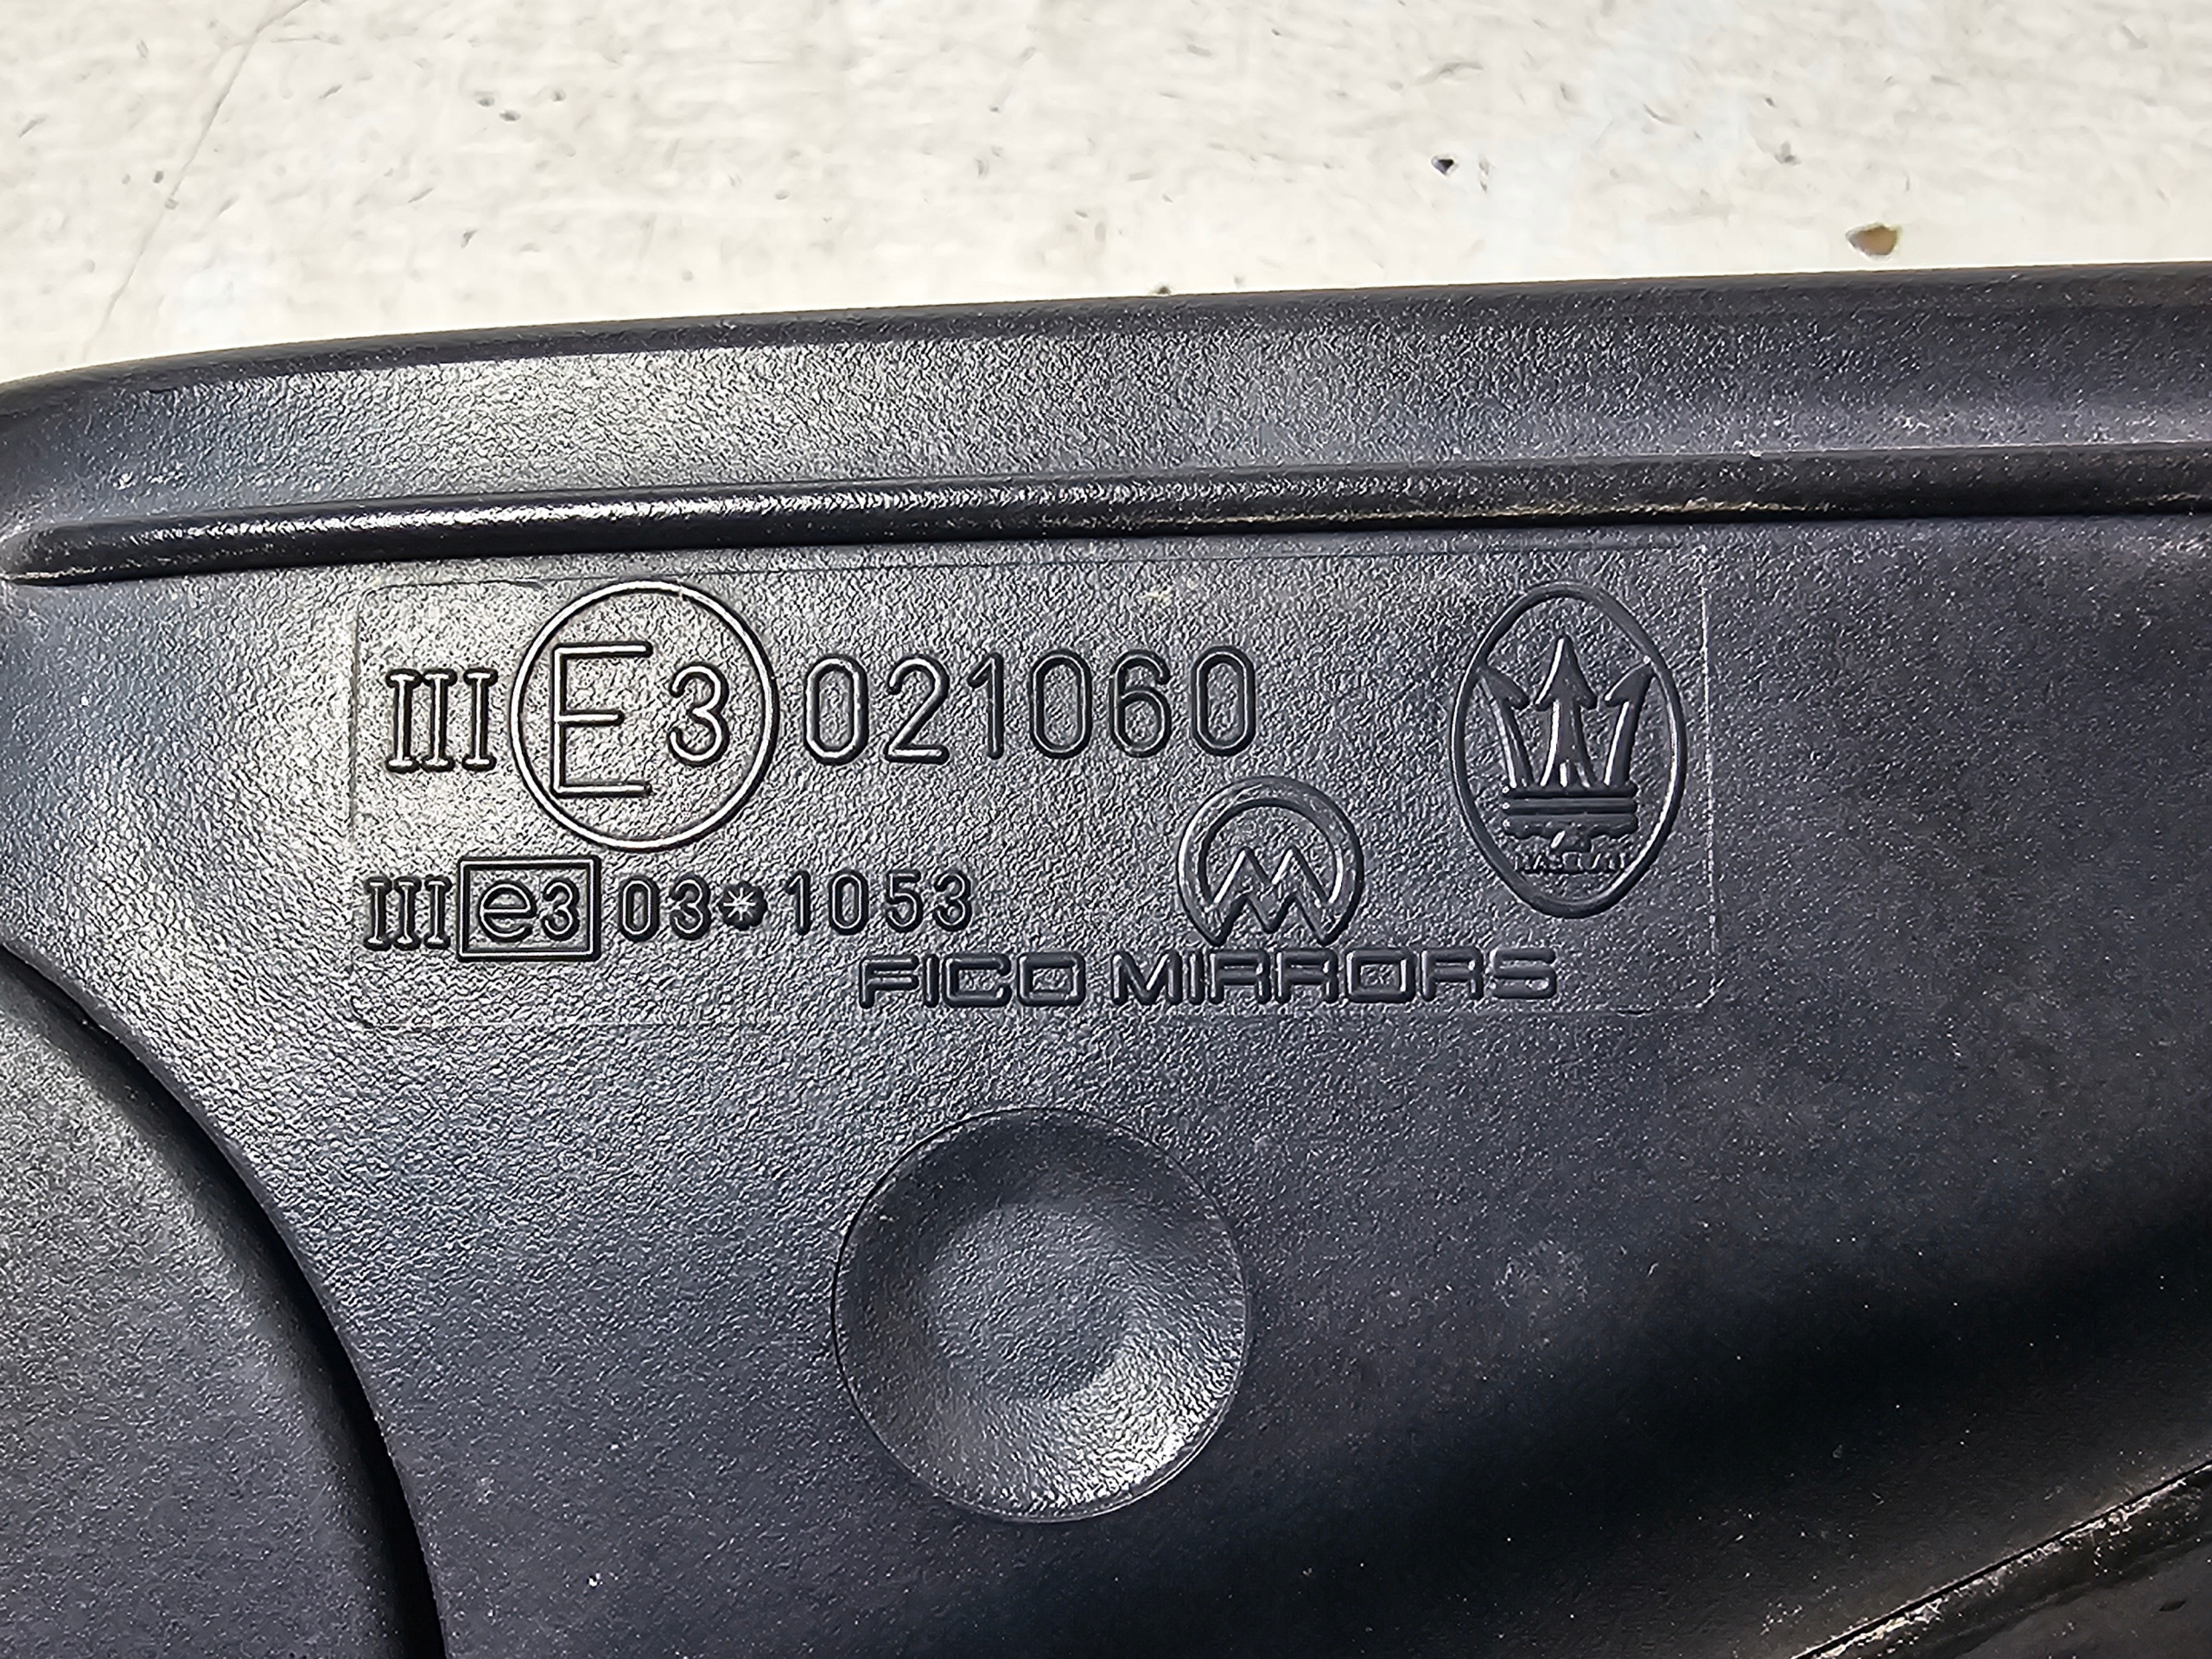 III E3 021060
III e3 03*1053
FICO MIRRORS